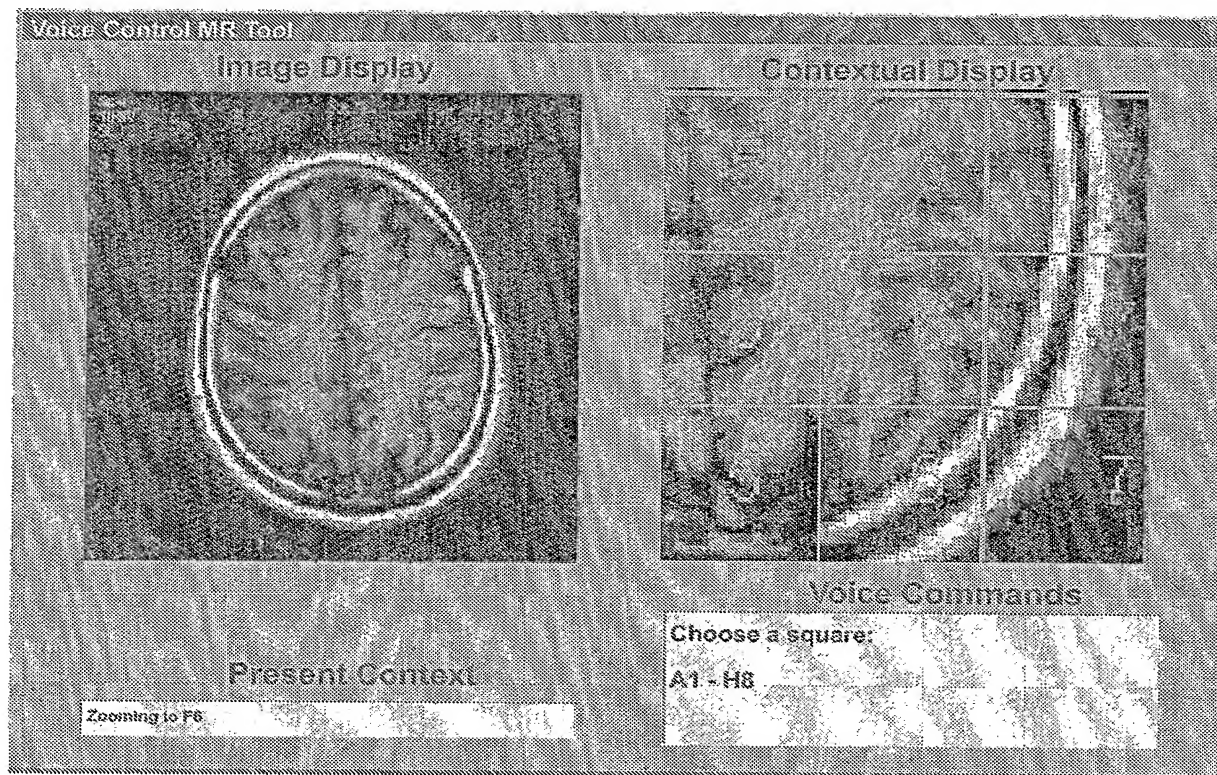 Voice Control MR Tool
Image Display
Contextual Display
Voice Commands
Choose a square:
A1 - H8
Present Context
Zooming to F6